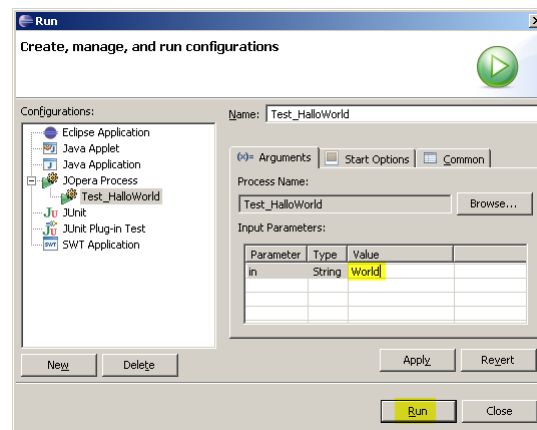 Run
Create, manage, and run configurations
Configurations:
Eclipse Application
Java Applet
Java Application
JOpera Process
Test_HalloWorld
JUnit
JUnit Plug-in Test
SWT Application
New Delete
Name: Test_HalloWorld
(x)= Arguments Start Options Common
Process Name:
Test_HalloWorld Browse...
Input Parameters:
Parameter Type Value
in String World
Apply Revert
Run Close